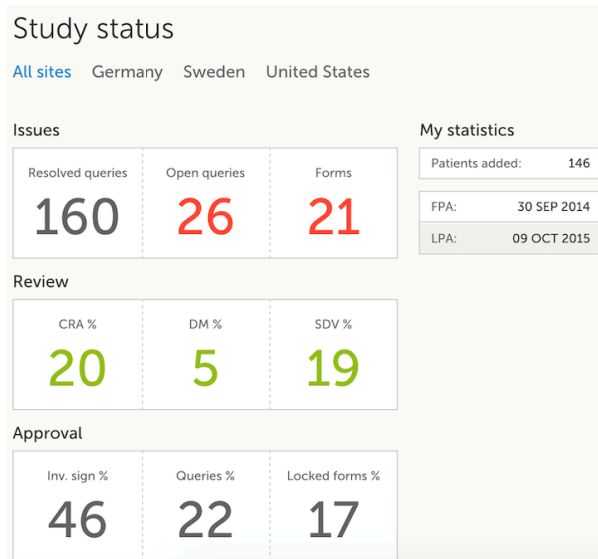 Study status
All sites Germany Sweden United States
Issues
Resolved queries Open queries Forms
160 26 21
Review
CRA % DM % SDV %
20 5 19
Approval
Inv. sign % Queries % Locked forms %
46 22 17
My statistics
Patients added: 146
FPA: 30 SEP 2014
LPA: 09 OCT 2015